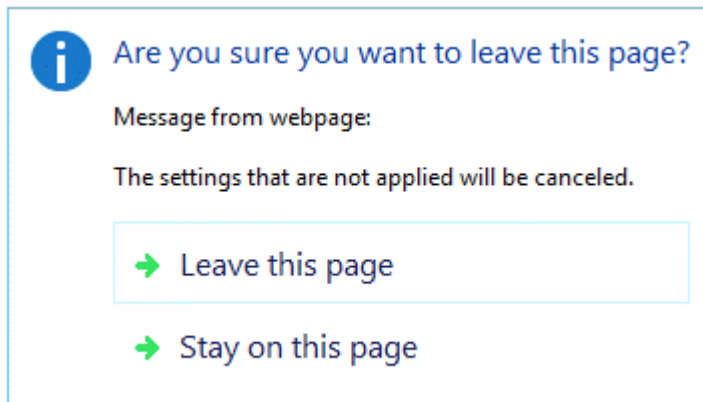 Are you sure you want to leave this page?
Message from webpage:
The settings that are not applied will be canceled.
Leave this page
Stay on this page